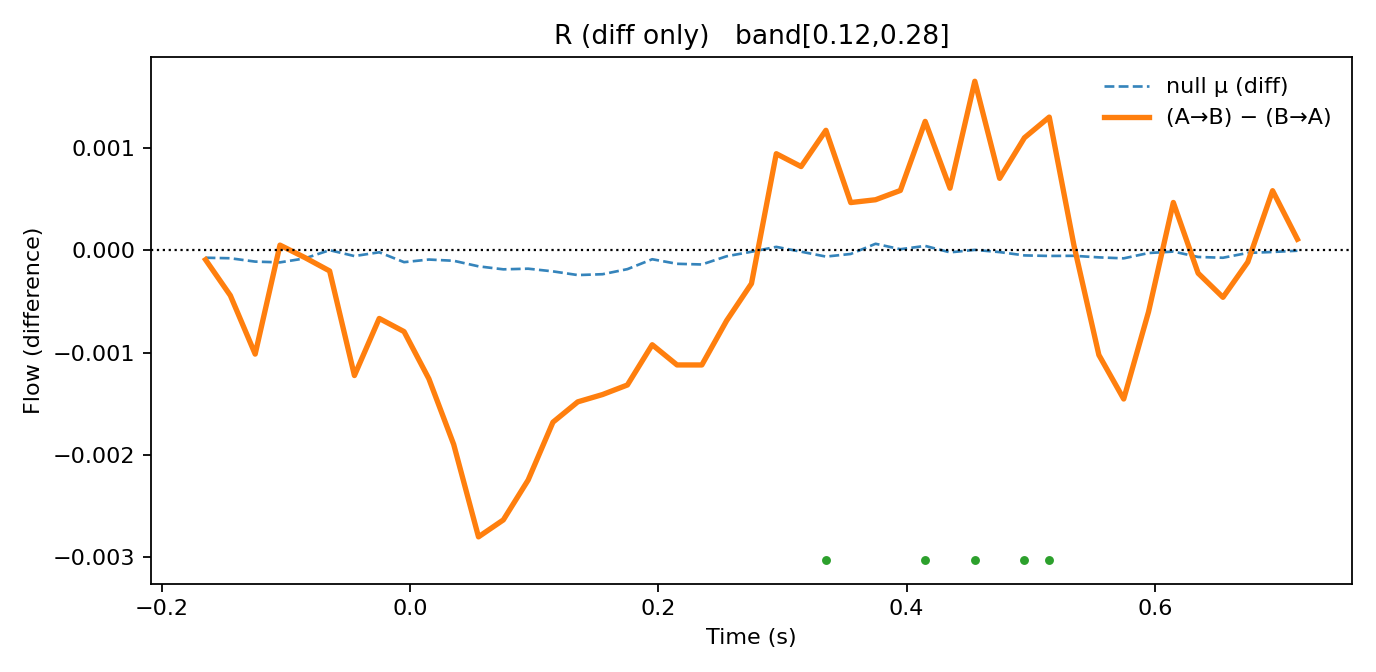 R (diff only)   band[0.12,0.28]
null μ (diff)
(A→B) − (B→A)
0.001
0.000
−0.001
−0.002
−0.003
Flow (difference)
−0.2
0.0
0.2
0.4
0.6
Time (s)